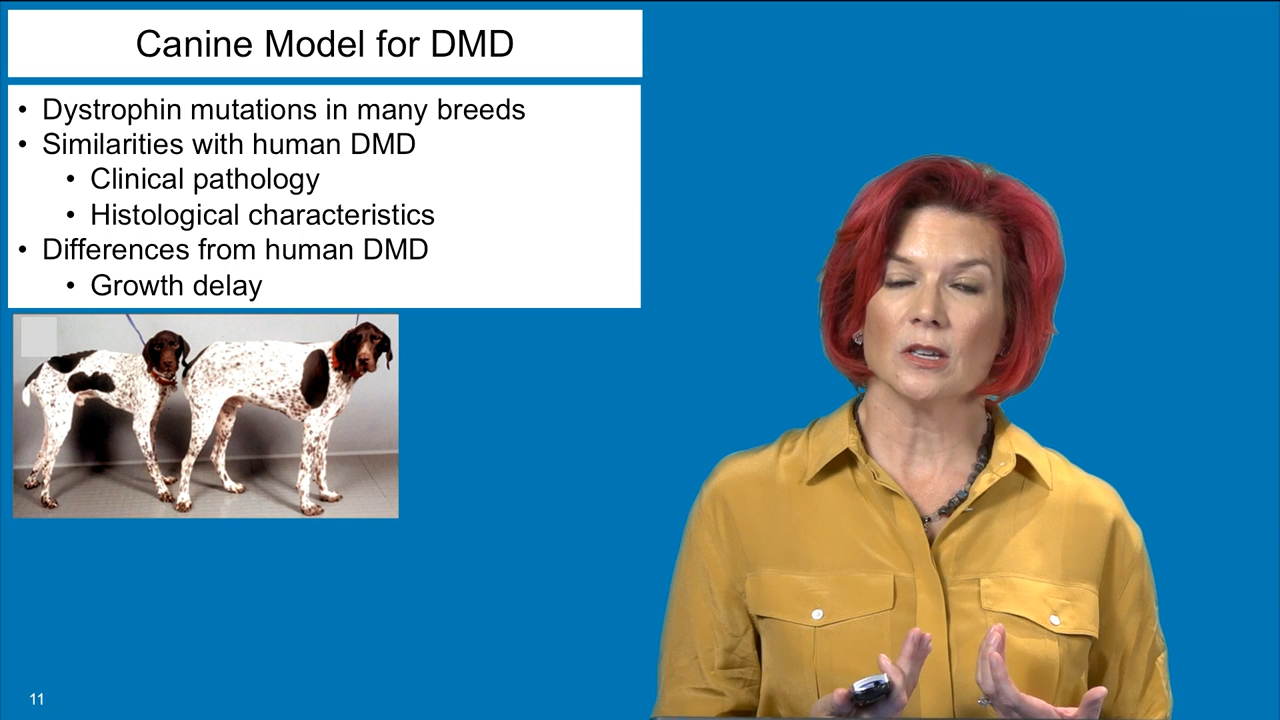 Canine Model for DMD
• Dystrophin mutations in many breeds
• Similarities with human DMD
• Clinical pathology
• Histological characteristics
• Differences from human DMD
• Growth delay
11